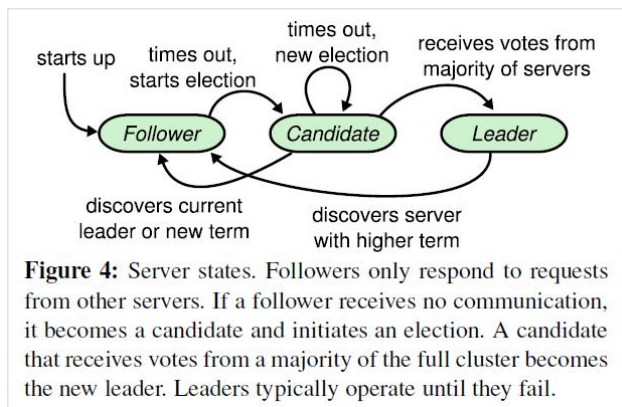 starts up
times out,
starts election
times out,
new election
receives votes from
majority of servers
Follower
Candidate
Leader
discovers current
leader or new term
discovers server
with higher term
Figure 4: Server states. Followers only respond to requests
from other servers. If a follower receives no communication,
it becomes a candidate and initiates an election. A candidate
that receives votes from a majority of the full cluster becomes
the new leader. Leaders typically operate until they fail.